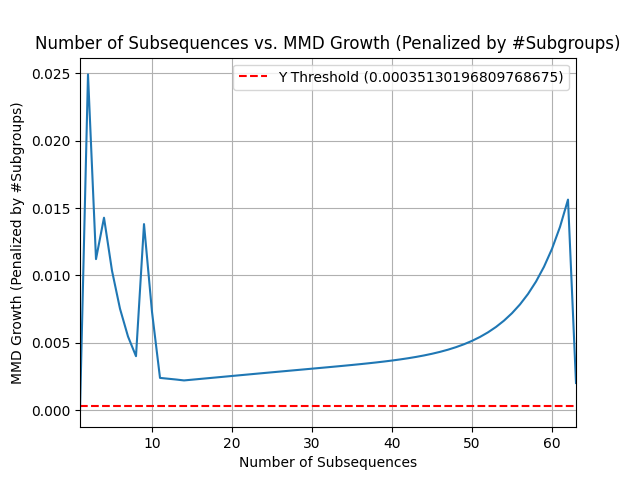 Number of Subsequences vs. MMD Growth (Penalized by #Subgroups)
Y Threshold (0.00035130196809768675)
MMD Growth (Penalized by #Subgroups)
0.025
0.020
0.015
0.010
0.005
0.000
10 20 30 40 50 60
Number of Subsequences